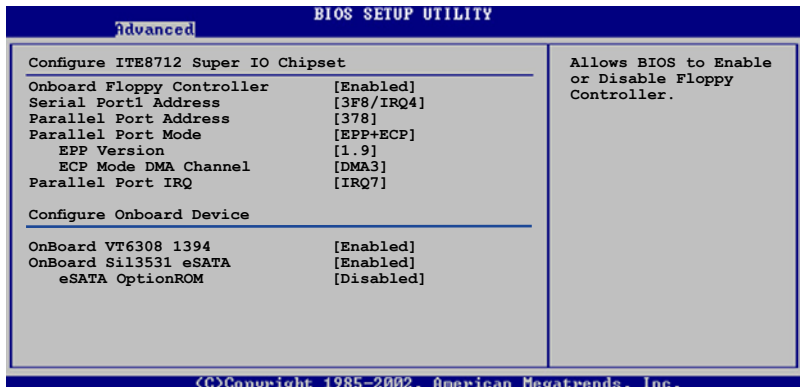 BIOS SETUP UTILITY
Advanced
Configure ITE8712 Super IO Chipset
Onboard Floppy Controller [Enabled]
Serial Port1 Address [3F8/IRQ4]
Parallel Port Address [378]
Parallel Port Mode [EPP+ECP]
EPP Version [1.9]
ECP Mode DMA Channel [DMA3]
Parallel Port IRQ [IRQ7]
Configure Onboard Device
OnBoard VT6308 1394 [Enabled]
OnBoard Sil3531 eSATA [Enabled]
eSATA OptionROM [Disabled]
Allows BIOS to Enable
or Disable Floppy
Controller.
(C)Copyright 1985-2002, American Megatrends, Inc.